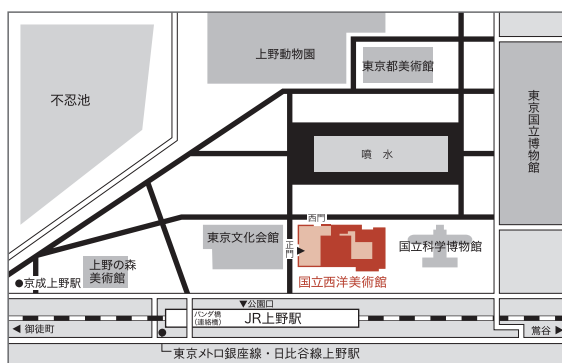 上野動物園
東京都美術館
不忍池
東京国立博物館
噴水
西門
東京文化会館
正門
国立科学博物館
上野の森
美術館
国立西洋美術館
●京成上野駅
▼公園口
パンダ橋
(連絡橋)
JR上野駅
◀御徒町
鶯谷▶
東京メトロ銀座線・日比谷線上野駅